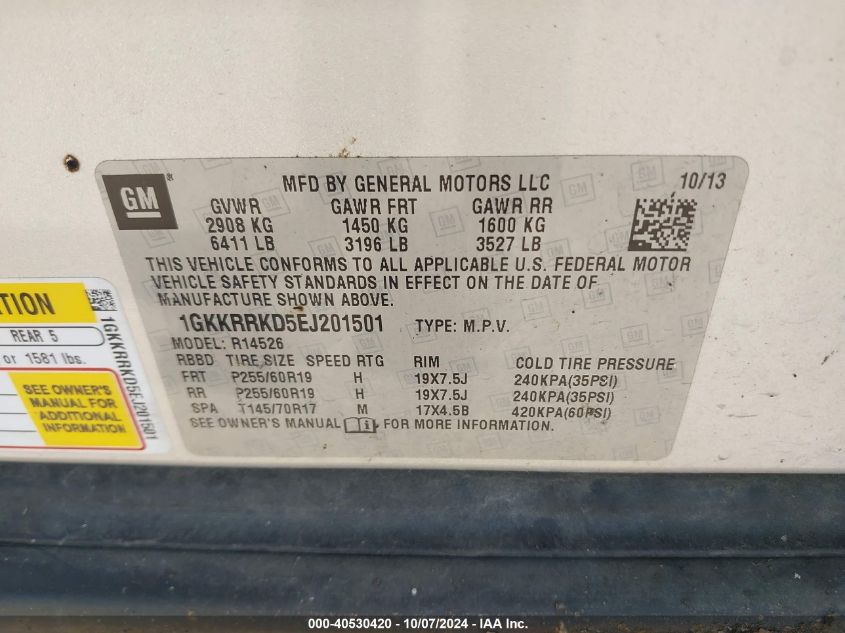 GM®
MFD BY GENERAL MOTORS LLC 10/13
GVWR GAWR FRT GAWR RR
2908 KG 1450 KG 1600 KG
6411 LB 3196 LB 3527 LB
THIS VEHICLE CONFORMS TO ALL APPLICABLE U.S. FEDERAL MOTOR
VEHICLE SAFETY STANDARDS IN EFFECT ON THE DATE OF
MANUFACTURE SHOWN ABOVE.
1GKKRRKD5EJ201501 TYPE: M.P.V.
MODEL: R14526
RBBD TIRE SIZE SPEED RTG RIM COLD TIRE PRESSURE
FRT P255/60R19 H 19X7.5J 240KPA(35PSI)
RR P255/60R19 H 19X7.5J 240KPA(35PSI)
SPA T145/70R17 M 17X4.5B 420KPA(60PSI)
SEE OWNER'S MANUAL FOR MORE INFORMATION.
REAR 5
or 1581 lbs.
SEE OWNER'S
MANUAL FOR
ADDITIONAL
INFORMATION
1GKKRRKD5EJ201501
000-40530420 - 10/07/2024 - IAA Inc.